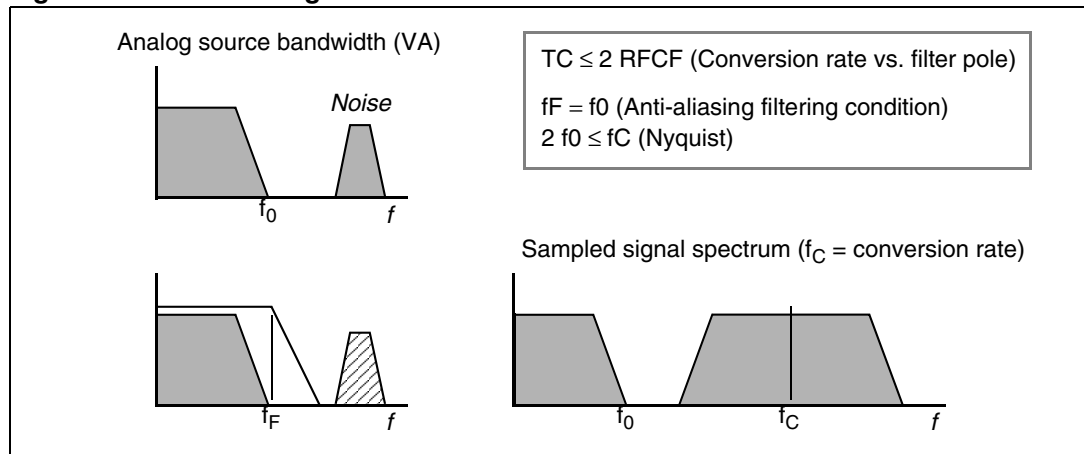 Analog source bandwidth (VA)
Noise
f0
f
TC ≤ 2 RFCF (Conversion rate vs. filter pole)
fF = f0 (Anti-aliasing filtering condition)
2 f0 ≤ fC (Nyquist)
fF
f
Sampled signal spectrum (fC = conversion rate)
f0
fC
f